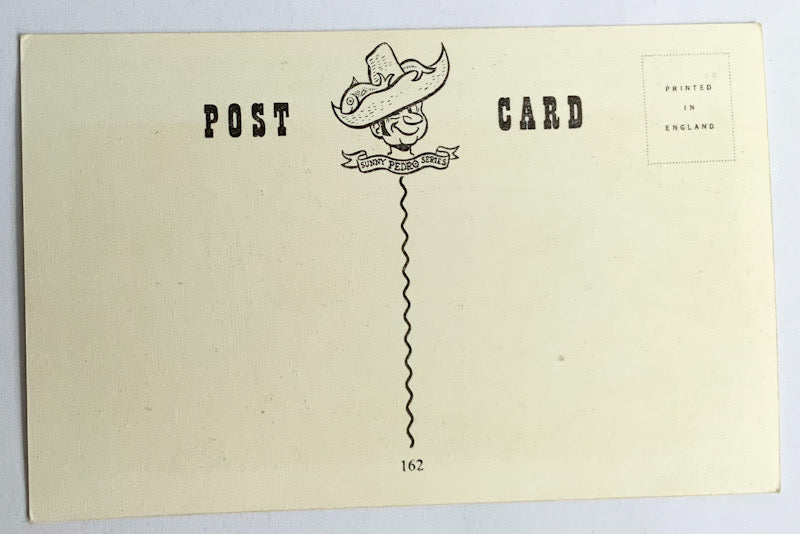 POST CARD
SUNNY PEDRO SERIES
PRINTED
IN
ENGLAND
162